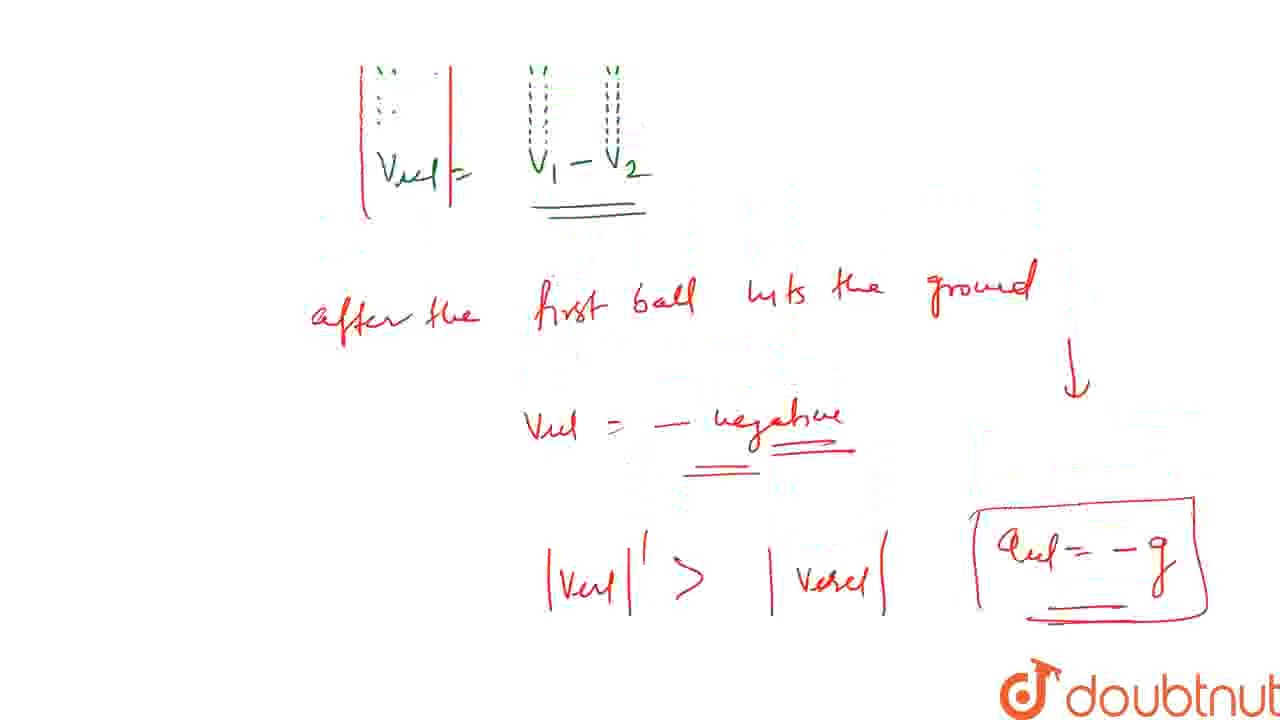 Vrel = V1 - V2
after the first ball hits the ground
Vrel = - negative
|Vrel|' > |Vrel|
arel = - g
doubtnut